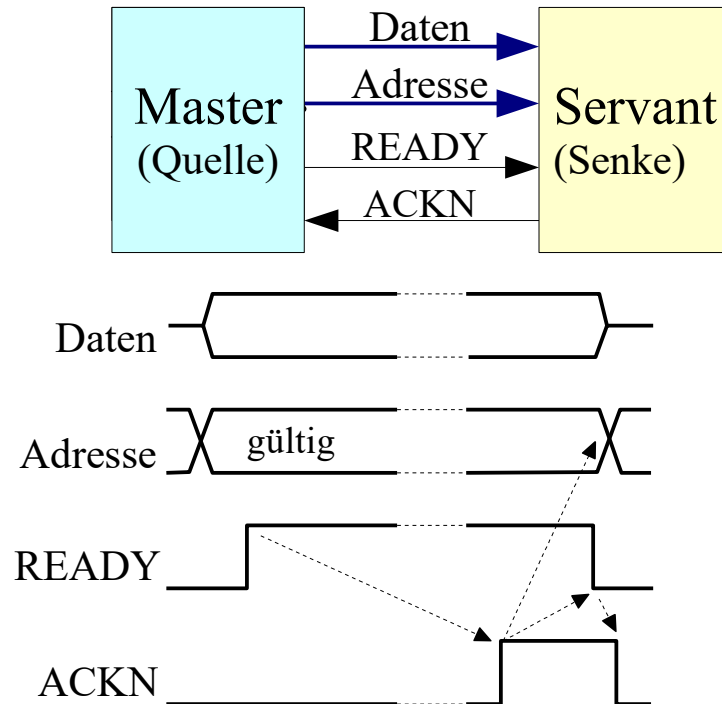 Daten
Adresse
Master
(Quelle)
Servant
(Senke)
READY
ACKN
Daten
Adresse
gültig
READY
ACKN